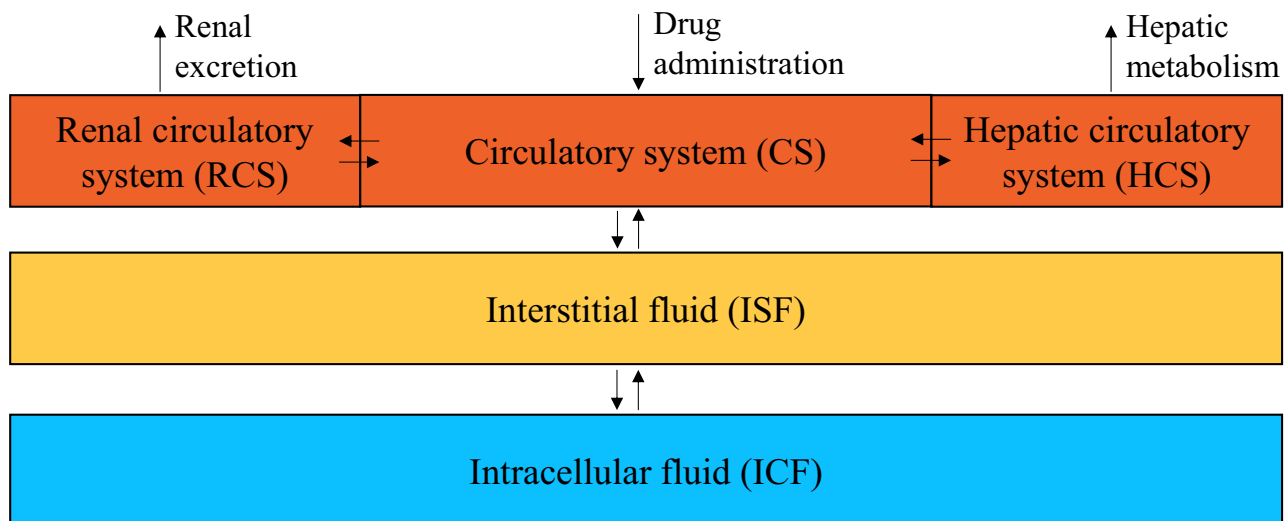 Renal
excretion
Drug
administration
Hepatic
metabolism
Renal circulatory
system (RCS)
Circulatory system (CS)
Hepatic circulatory
system (HCS)
Interstitial fluid (ISF)
Intracellular fluid (ICF)